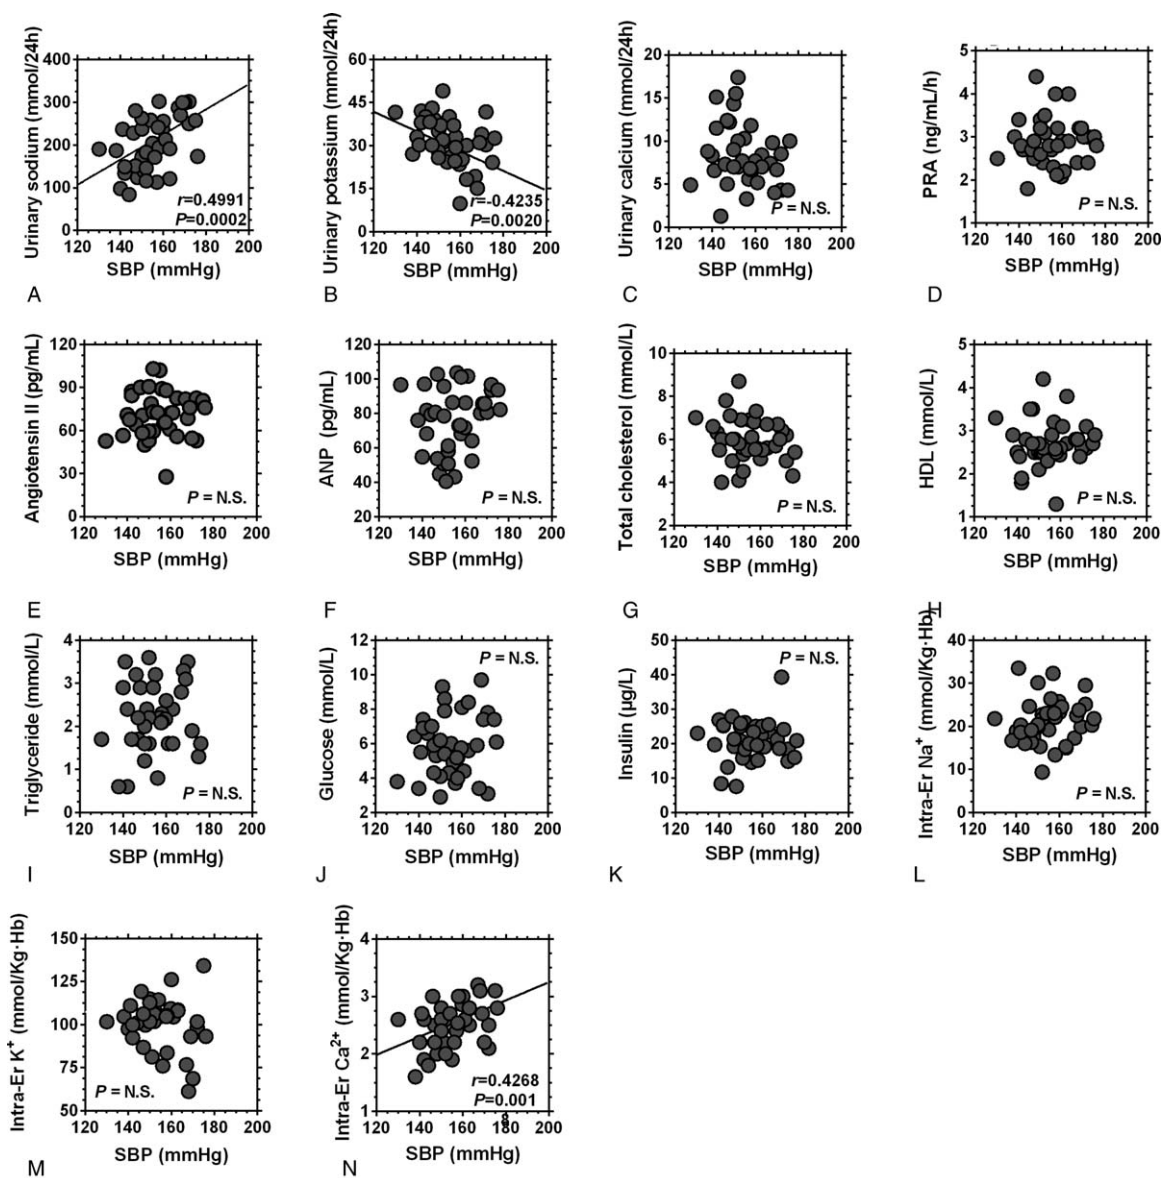 Urinary sodium (mmol/24h)
400
300
200
100
0
r=0.4991
P=0.0002
120 140 160 180 200
SBP (mmHg)
A
Urinary potassium (mmol/24h)
60
45
30
15
0
r=-0.4235
P=0.0020
120 140 160 180 200
SBP (mmHg)
B
Urinary calcium (mmol/24h)
20
15
10
5
0
P = N.S.
120 140 160 180 200
SBP (mmHg)
C
PRA (ng/mL/h)
5
4
3
2
1
P = N.S.
120 140 160 180 200
SBP (mmHg)
D
Angiotensin II (pg/mL)
120
90
60
30
0
P = N.S.
120 140 160 180 200
SBP (mmHg)
E
ANP (pg/mL)
120
100
80
60
40
20
P = N.S.
120 140 160 180 200
SBP (mmHg)
F
Total cholesterol (mmol/L)
10
8
6
4
2
P = N.S.
120 140 160 180 200
SBP (mmHg)
G
HDL (mmol/L)
5
4
3
2
1
P = N.S.
120 140 160 180 200
SBP (mmHg)
H
Triglyceride (mmol/L)
4
3
2
1
0
P = N.S.
120 140 160 180 200
SBP (mmHg)
I
Glucose (mmol/L)
12
10
8
6
4
2
P = N.S.
120 140 160 180 200
SBP (mmHg)
J
Insulin (µg/L)
50
40
30
20
10
0
P = N.S.
120 140 160 180 200
SBP (mmHg)
K
Intra-Er Na⁺ (mmol/Kg·Hb)
40
30
20
10
0
P = N.S.
120 140 160 180 200
SBP (mmHg)
L
Intra-Er K⁺ (mmol/Kg·Hb)
150
125
100
75
50
P = N.S.
120 140 160 180 200
SBP (mmHg)
M
Intra-Er Ca²⁺ (mmol/Kg·Hb)
4
3
2
1
r=0.4268
P=0.001
8
120 140 160 180 200
SBP (mmHg)
N